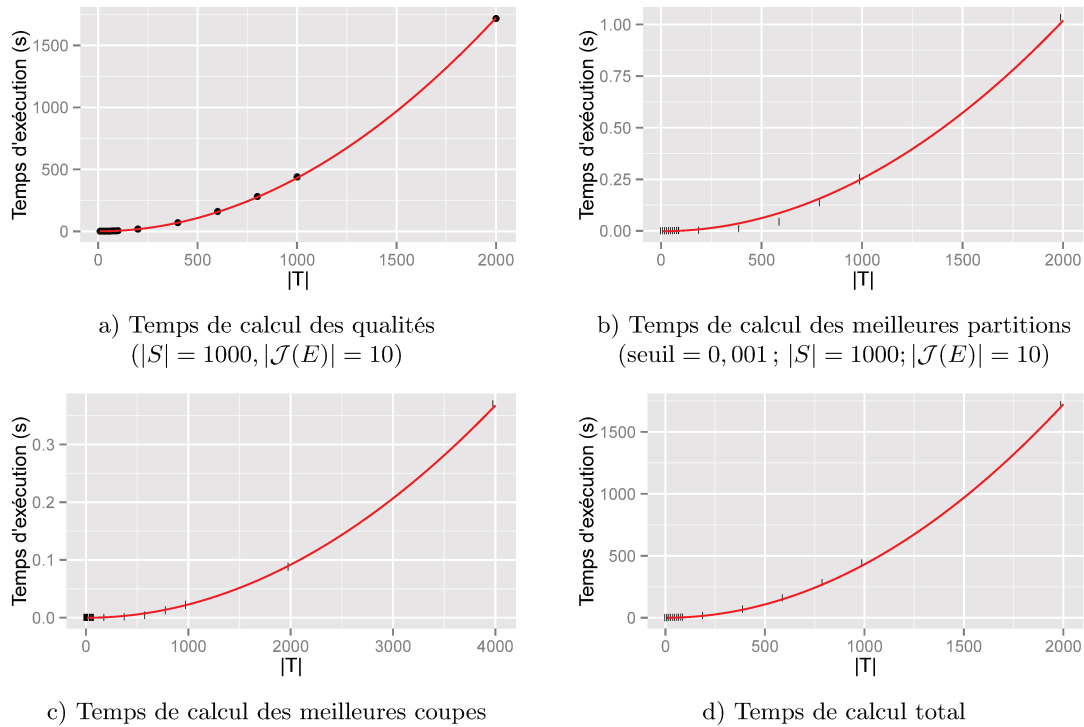 Temps d'exécution (s)
1500
1000
500
0
0 500 1000 1500 2000
|T|
a) Temps de calcul des qualités
(|S| = 1000, |𝒥(E)| = 10)
Temps d'exécution (s)
1.00
0.75
0.50
0.25
0.00
0 500 1000 1500 2000
|T|
b) Temps de calcul des meilleures partitions
(seuil = 0, 001 ; |S| = 1000; |𝒥(E)| = 10)
Temps d'exécution (s)
0.3
0.2
0.1
0.0
0 1000 2000 3000 4000
|T|
c) Temps de calcul des meilleures coupes
Temps d'exécution (s)
1500
1000
500
0
0 500 1000 1500 2000
|T|
d) Temps de calcul total